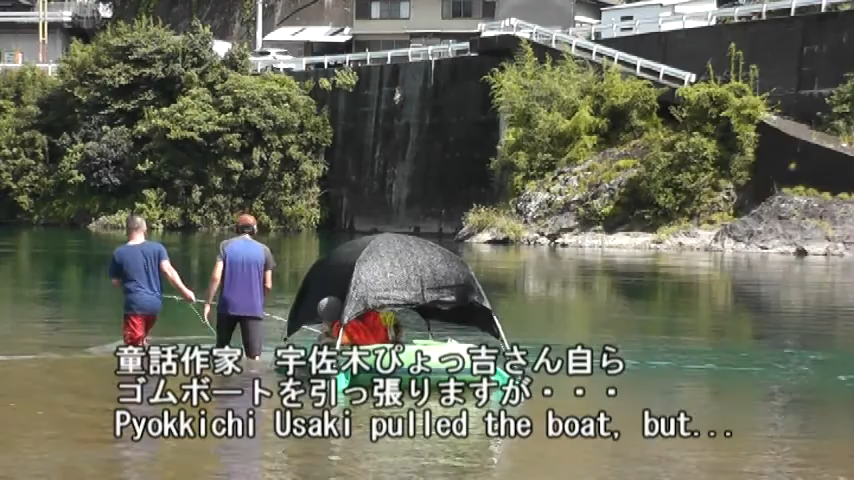 童話作家　宇佐木ぴょっ吉さん自ら
ゴムボートを引っ張りますが・・・
Pyokkichi Usaki pulled the boat, but...